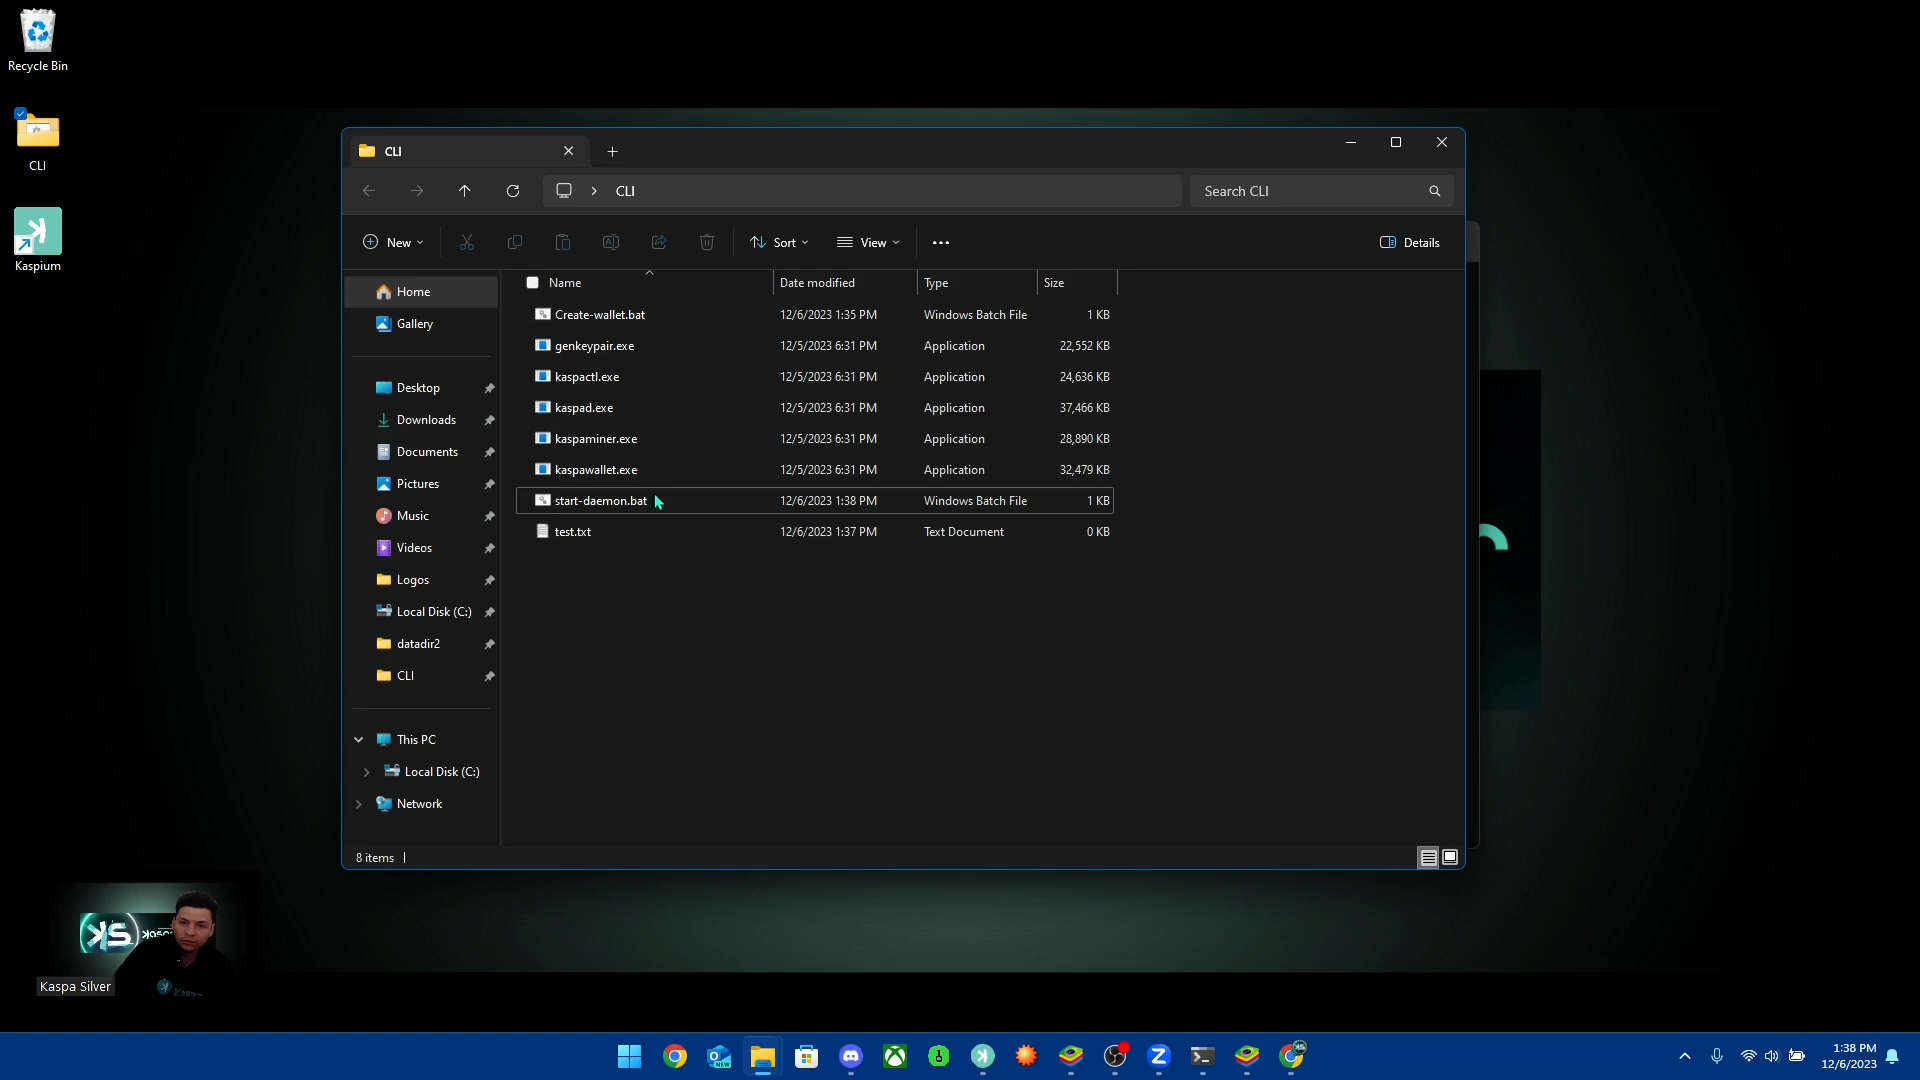 Recycle Bin
CLI
Kaspium
CLI
CLI
Search CLI
New
Sort
View
Details
Name
Date modified
Type
Size
Create-wallet.bat
12/6/2023 1:35 PM
Windows Batch File
1 KB
genkeypair.exe
12/5/2023 6:31 PM
Application
22,552 KB
kaspactl.exe
12/5/2023 6:31 PM
Application
24,636 KB
kaspad.exe
12/5/2023 6:31 PM
Application
37,466 KB
kaspaminer.exe
12/5/2023 6:31 PM
Application
28,890 KB
kaspawallet.exe
12/5/2023 6:31 PM
Application
32,479 KB
start-daemon.bat
12/6/2023 1:38 PM
Windows Batch File
1 KB
test.txt
12/6/2023 1:37 PM
Text Document
0 KB
Home
Gallery
Desktop
Downloads
Documents
Pictures
Music
Videos
Logos
Local Disk (C:)
datadir2
CLI
This PC
Local Disk (C:)
Network
8 items
Kaspa Silver
NEW
1:38 PM
12/6/2023